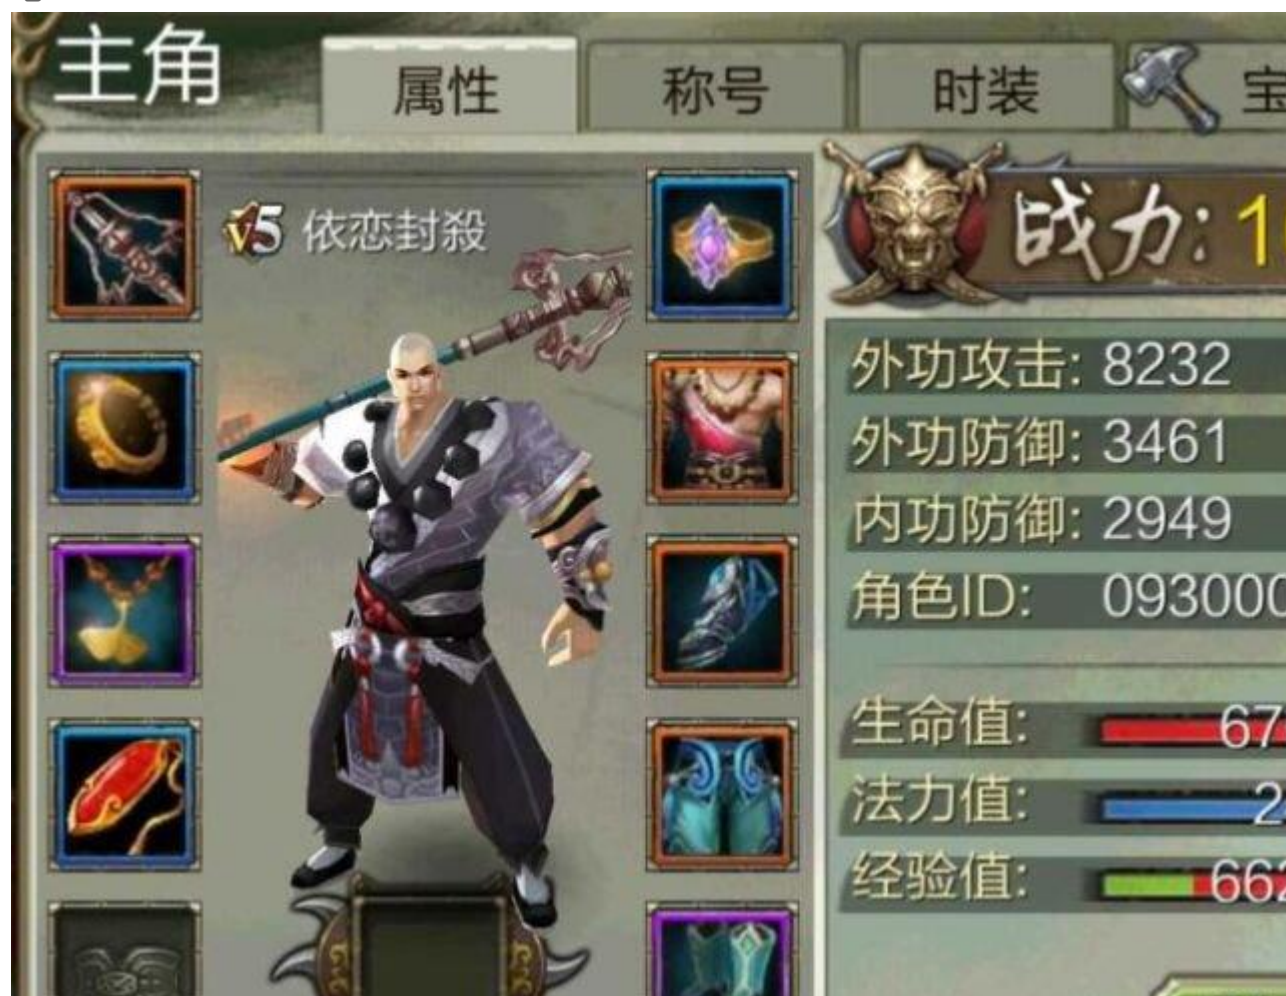 主角
属性 称号 时装 宝
V5 依恋封殺
战力: 1
外功攻击: 8232
外功防御: 3461
内功防御: 2949
角色ID: 093000
生命值: 67
法力值: 2
经验值: 662